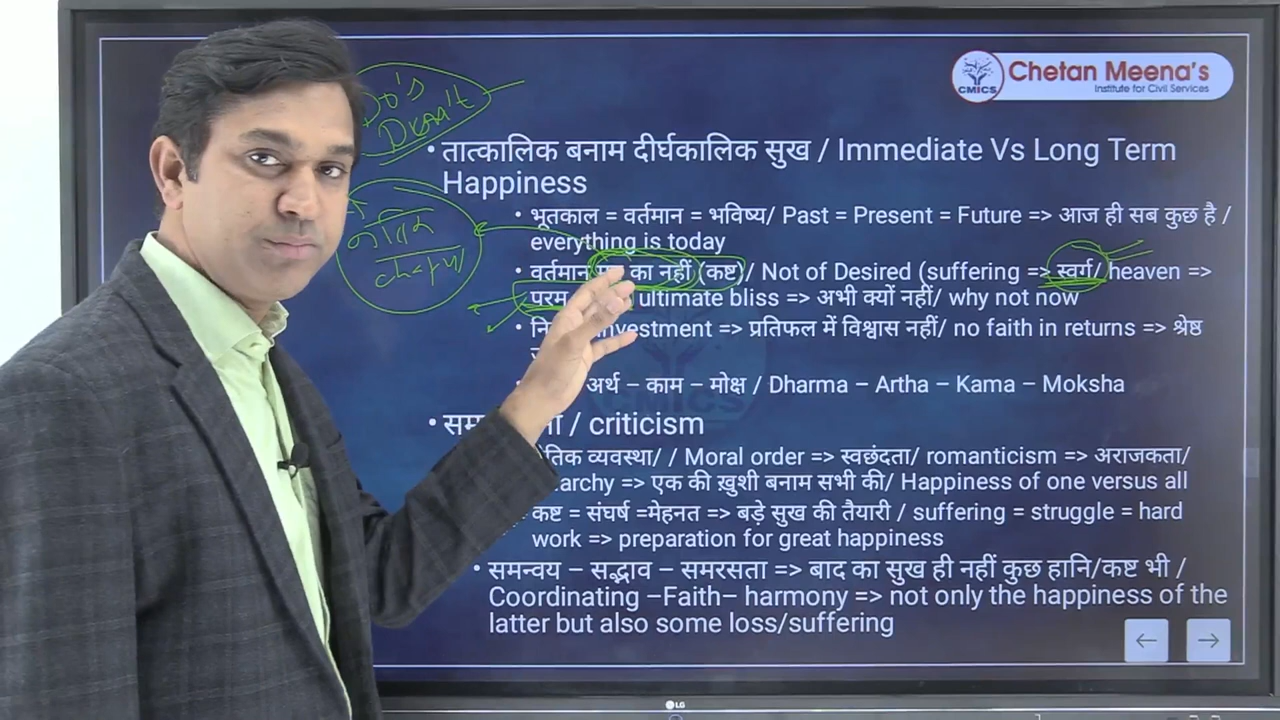 Chetan Meena's
Institute for Civil Services
CMICS
Do's
• तात्कालिक बनाम दीर्घकालिक सुख / Immediate Vs Long Term
Happiness
• भूतकाल = वर्तमान = भविष्य/ Past = Present = Future => आज ही सब कुछ है /
everything is today
• वर्तमान का नहीं (कष्ट)/ Not of Desired (suffering => स्वर्ग/ heaven =>
परम ultimate bliss => अभी क्यों नहीं/ why not now
investment => प्रतिफल में विश्वास नहीं/ no faith in returns => श्रेष्ठ
अर्थ – काम – मोक्ष / Dharma – Artha – Kama – Moksha
• / criticism
व्यवस्था/ / Moral order => स्वछंदता/ romanticism => अराजकता/
=> एक की ख़ुशी बनाम सभी की/ Happiness of one versus all
कष्ट = संघर्ष =मेहनत => बड़े सुख की तैयारी / suffering = struggle = hard
work => preparation for great happiness
• समन्वय – सद्भाव – समरसता => बाद का सुख ही नहीं कुछ हानि/कष्ट भी /
Coordinating –Faith– harmony => not only the happiness of the
latter but also some loss/suffering
LG